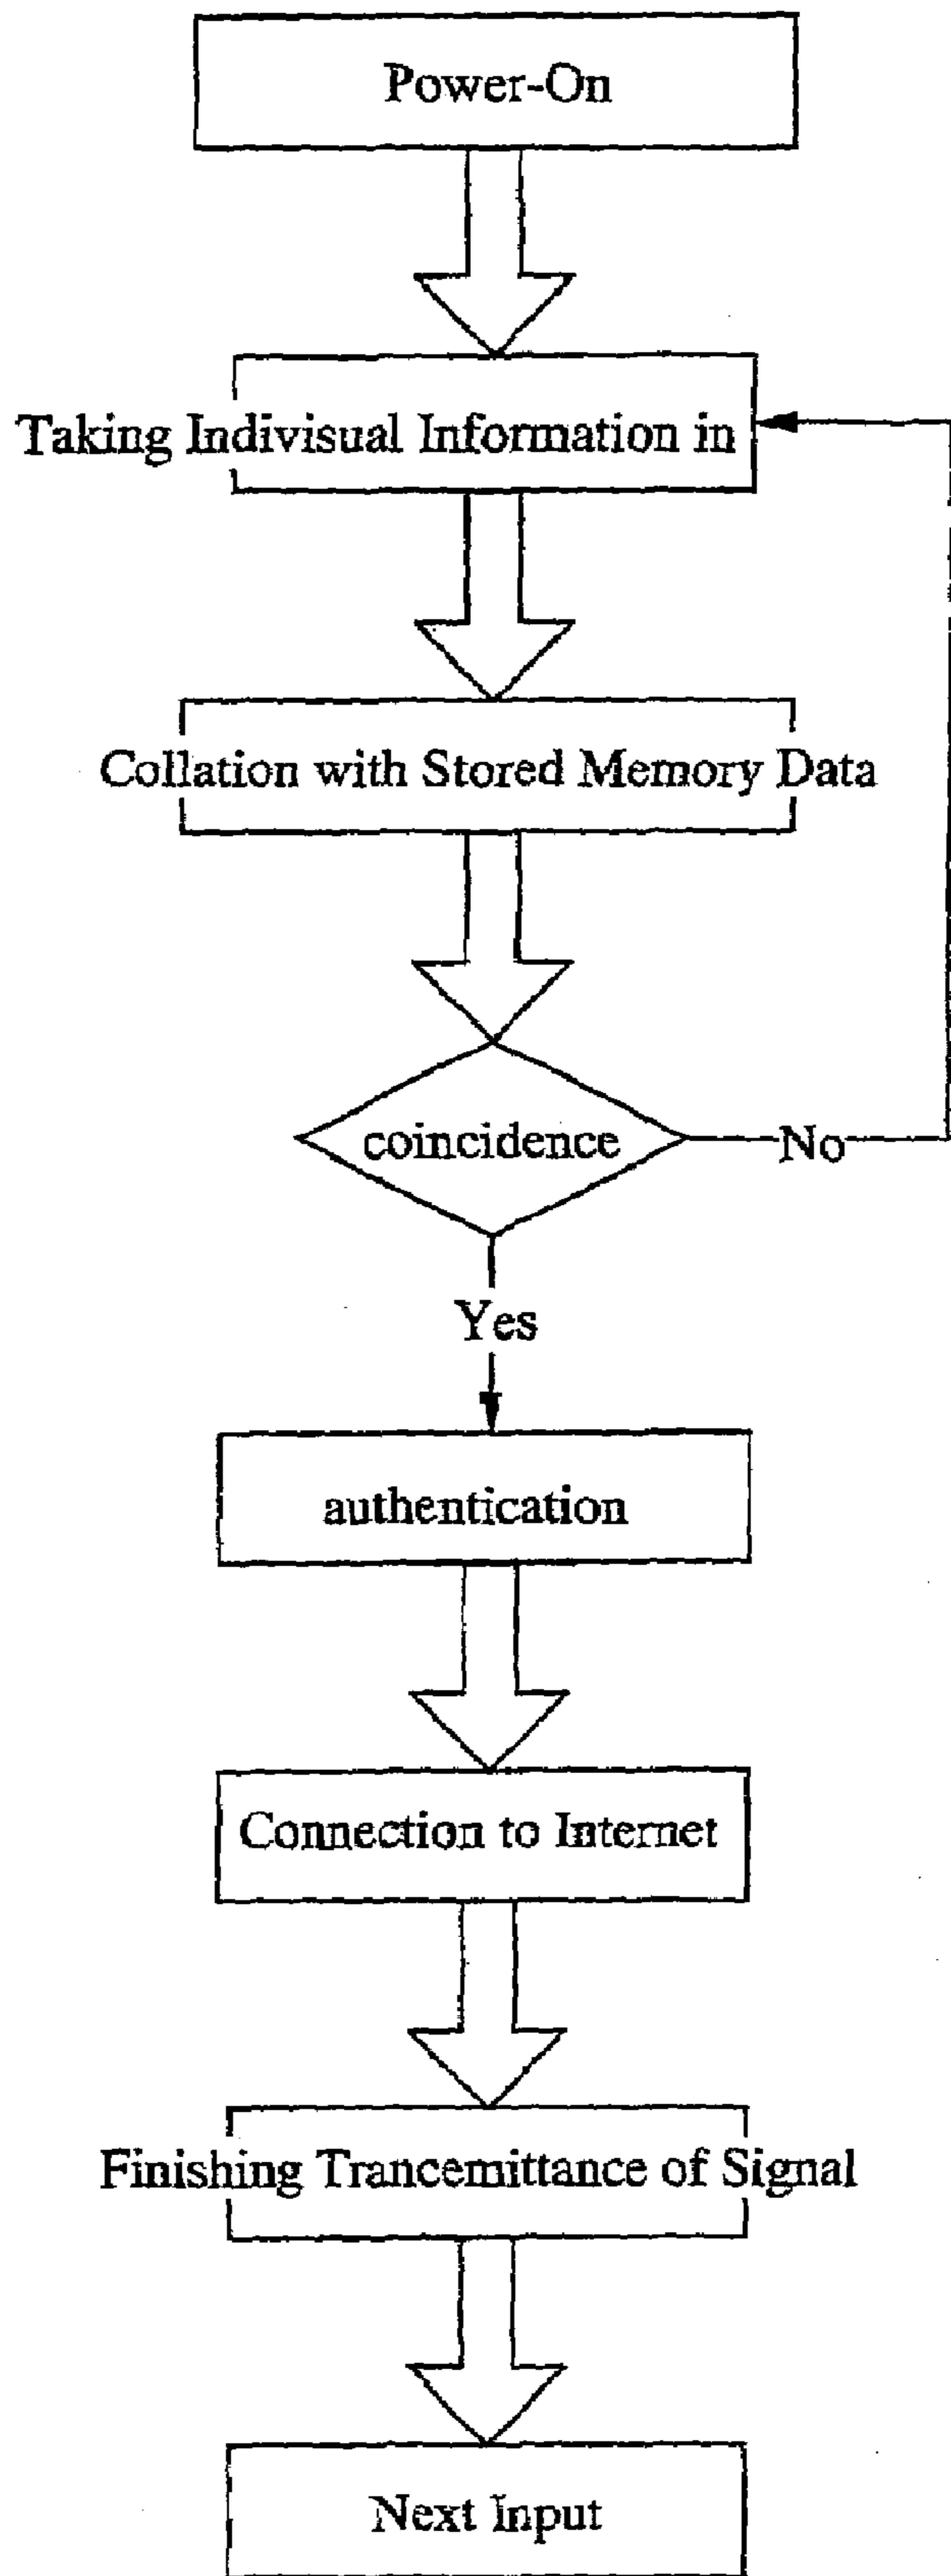 Power-On
Taking Indivisual Information in
Collation with Stored Memory Data
coincidence
No
Yes
authentication
Connection to Internet
Finishing Trancemittance of Signal
Next Input